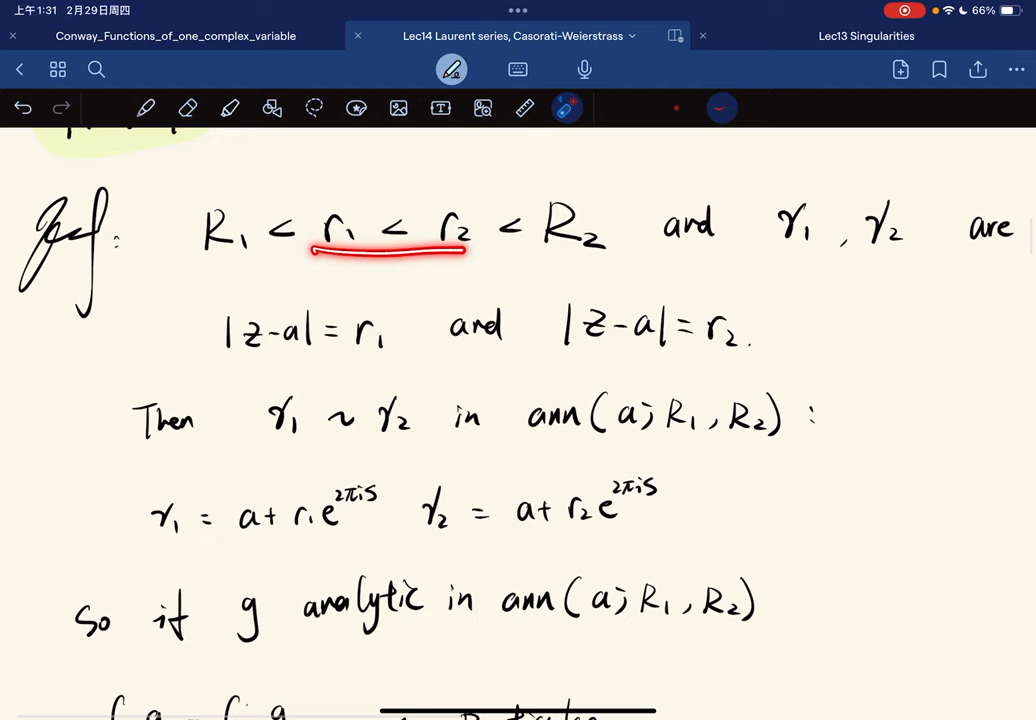 上午1:31 2月29日周四
66%
Conway_Functions_of_one_complex_variable
Lec14 Laurent series, Casorati-Weierstrass
Lec13 Singularities
R₁ < r₁ < r₂ < R₂ and γ₁, γ₂ are
|z-a| = r₁ and |z-a| = r₂.
Then γ₁ ~ γ₂ in ann(a; R₁, R₂):
γ₁ = a + r₁e^{2πis} γ₂ = a + r₂e^{2πis}
So if g analytic in ann(a; R₁, R₂)